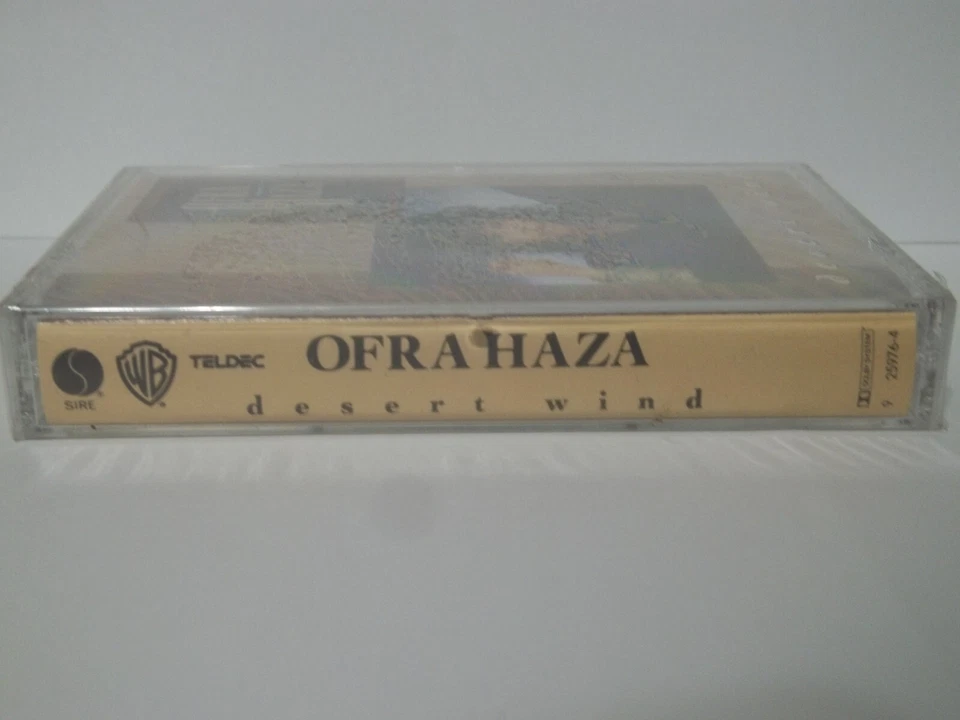 SIRE
WB
TELDEC
OFRA HAZA
desert wind
9 25976-4